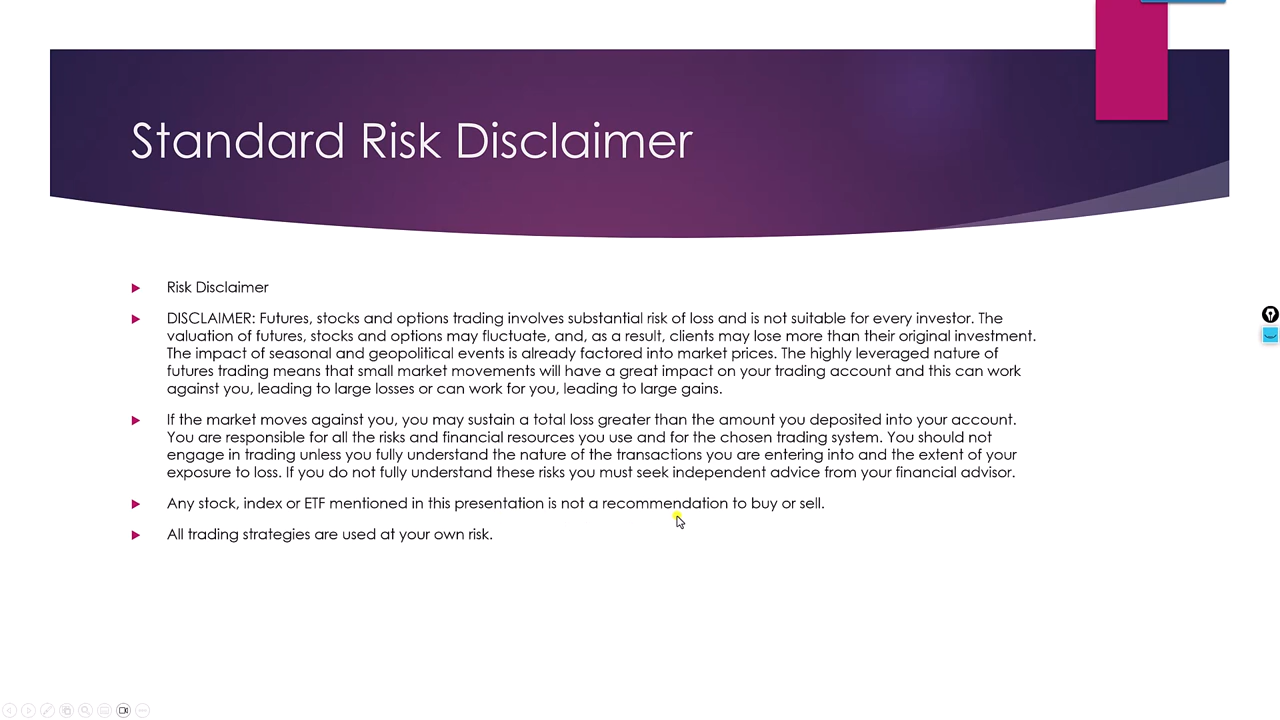 Standard Risk Disclaimer
Risk Disclaimer
DISCLAIMER: Futures, stocks and options trading involves substantial risk of loss and is not suitable for every investor. The
valuation of futures, stocks and options may fluctuate, and, as a result, clients may lose more than their original investment.
The impact of seasonal and geopolitical events is already factored into market prices. The highly leveraged nature of
futures trading means that small market movements will have a great impact on your trading account and this can work
against you, leading to large losses or can work for you, leading to large gains.
If the market moves against you, you may sustain a total loss greater than the amount you deposited into your account.
You are responsible for all the risks and financial resources you use and for the chosen trading system. You should not
engage in trading unless you fully understand the nature of the transactions you are entering into and the extent of your
exposure to loss. If you do not fully understand these risks you must seek independent advice from your financial advisor.
Any stock, index or ETF mentioned in this presentation is not a recommendation to buy or sell.
All trading strategies are used at your own risk.